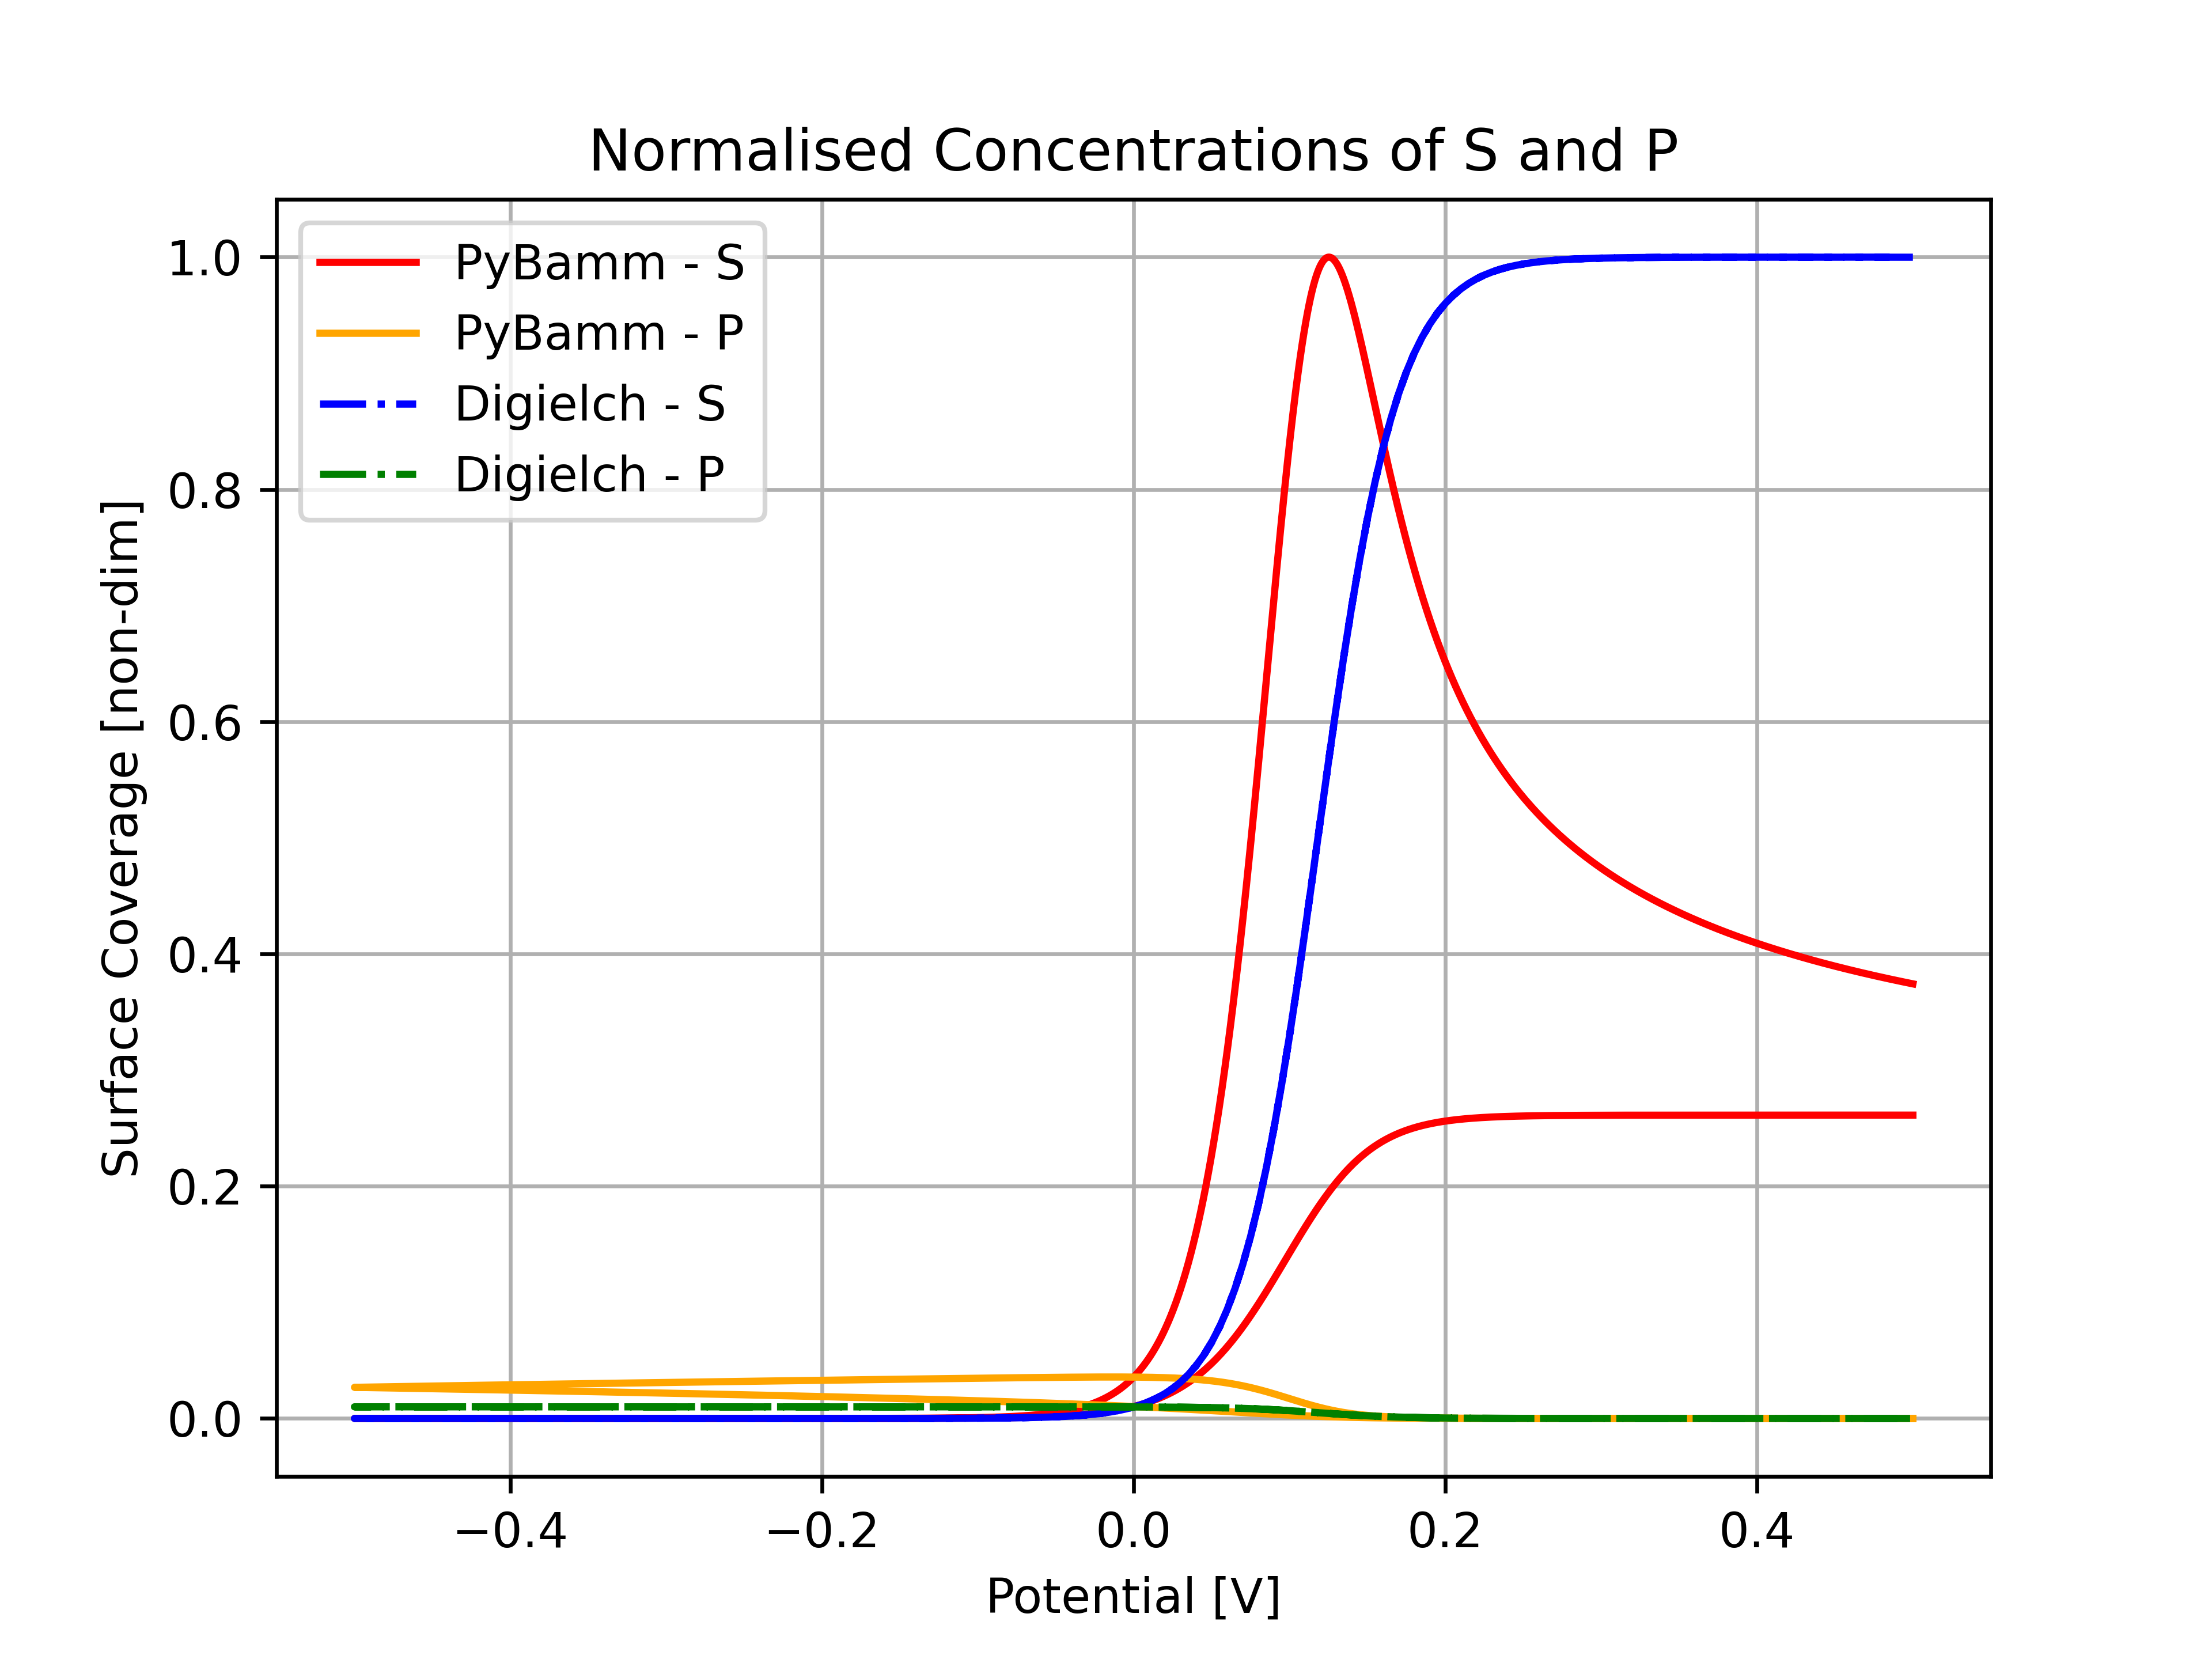 Normalised Concentrations of S and P
PyBamm - S
PyBamm - P
Digielch - S
Digielch - P
Surface Coverage [non-dim]
1.0
0.8
0.6
0.4
0.2
0.0
−0.4
−0.2
0.0
0.2
0.4
Potential [V]